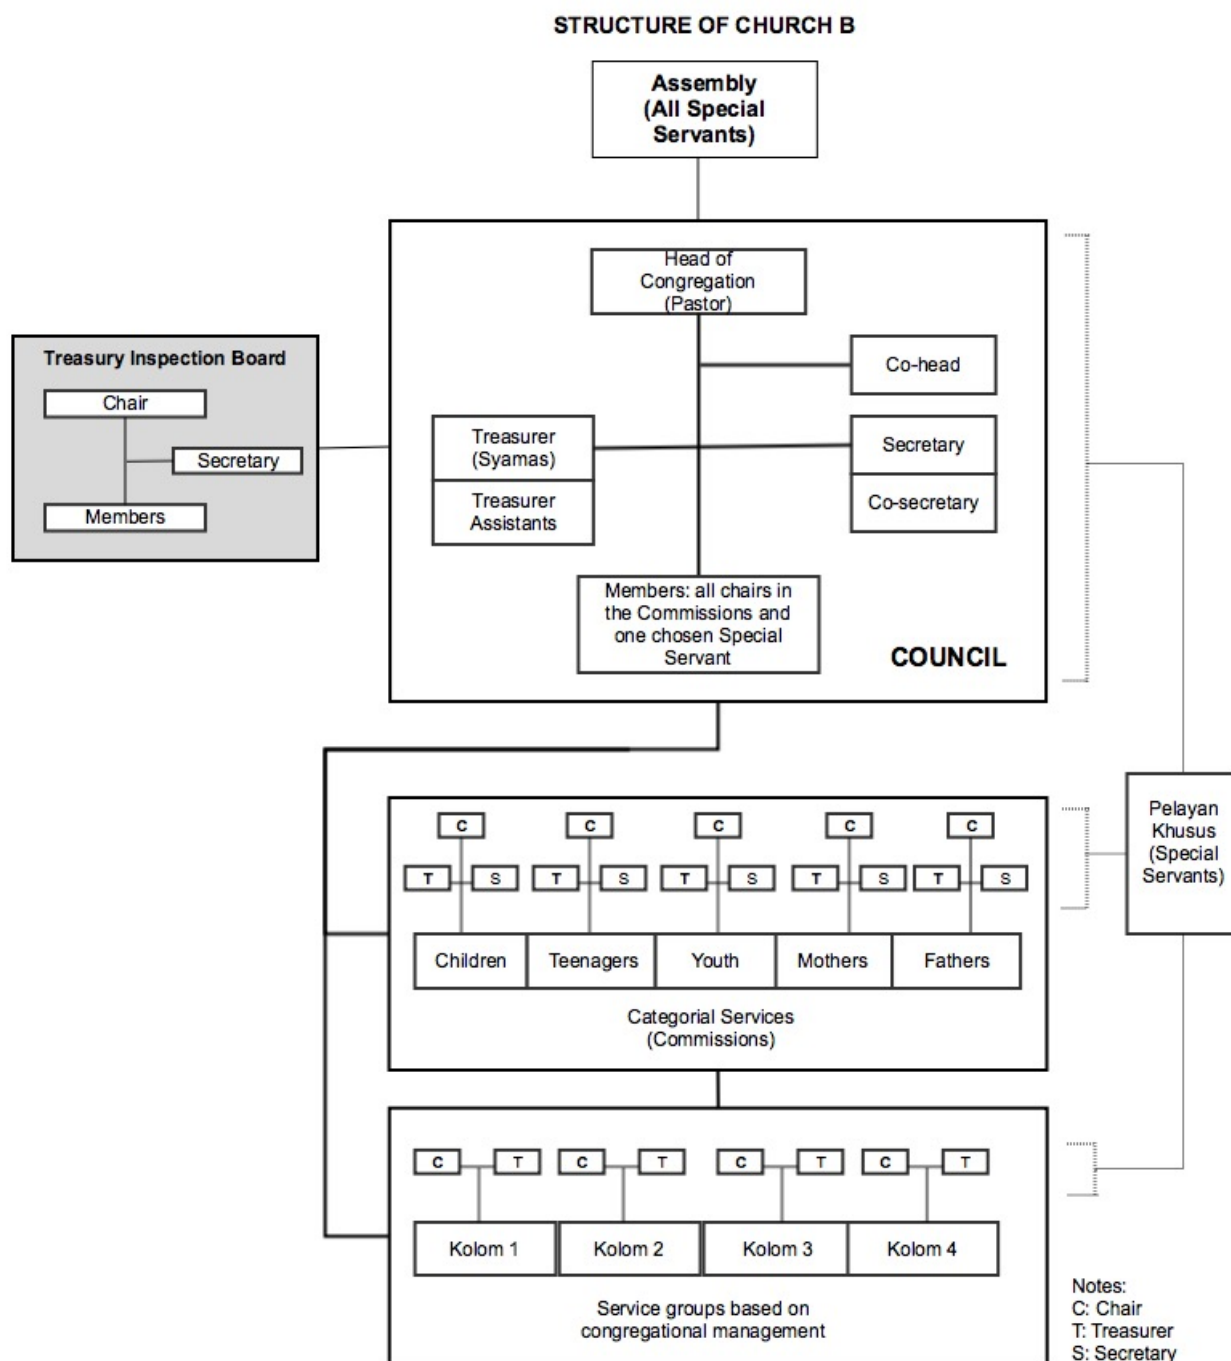 STRUCTURE OF CHURCH B
Assembly
(All Special
Servants)
Head of
Congregation
(Pastor)
Treasury Inspection Board
Chair
Secretary
Members
Co-head
Treasurer
(Syamas)
Secretary
Treasurer
Assistants
Co-secretary
Members: all chairs in
the Commissions and
one chosen Special
Servant
COUNCIL
Pelayan
Khusus
(Special
Servants)
C C C C C
T S T S T S T S T S
Children Teenagers Youth Mothers Fathers
Categorial Services
(Commissions)
C T C T C T C T
Kolom 1 Kolom 2 Kolom 3 Kolom 4
Service groups based on
congregational management
Notes:
C: Chair
T: Treasurer
S: Secretary